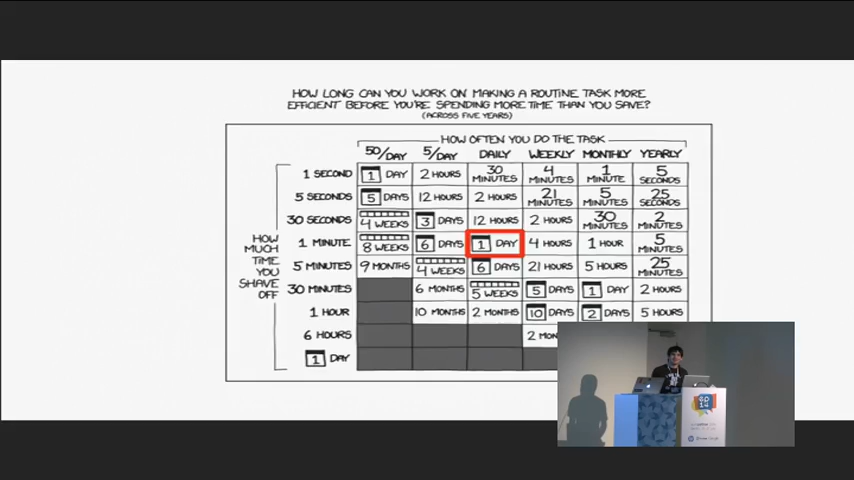 HOW LONG CAN YOU WORK ON MAKING A ROUTINE TASK MORE
EFFICIENT BEFORE YOU'RE SPENDING MORE TIME THAN YOU SAVE?
(ACROSS FIVE YEARS)
HOW OFTEN YOU DO THE TASK
50/DAY 5/DAY DAILY WEEKLY MONTHLY YEARLY
HOW MUCH TIME YOU SHAVE OFF
1 SECOND 1 DAY 2 HOURS 30 MINUTES 4 MINUTES 1 MINUTE 5 SECONDS
5 SECONDS 5 DAYS 12 HOURS 2 HOURS 21 MINUTES 5 MINUTES 25 SECONDS
30 SECONDS 4 WEEKS 3 DAYS 12 HOURS 2 HOURS 30 MINUTES 2 MINUTES
1 MINUTE 8 WEEKS 6 DAYS 1 DAY 4 HOURS 1 HOUR 5 MINUTES
5 MINUTES 9 MONTHS 4 WEEKS 6 DAYS 21 HOURS 5 HOURS 25 MINUTES
30 MINUTES 6 MONTHS 5 WEEKS 5 DAYS 1 DAY 2 HOURS
1 HOUR 10 MONTHS 2 MONTHS 10 DAYS 2 DAYS 5 HOURS
6 HOURS 2
1 DAY